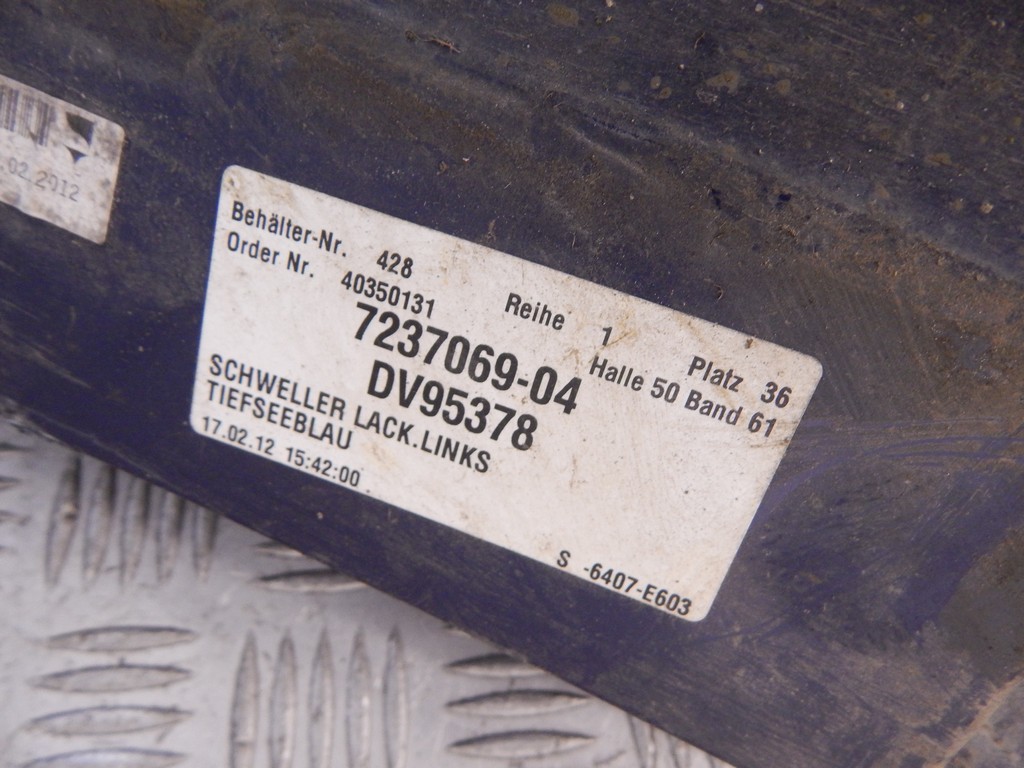 .02.2012
Behälter-Nr. 428 Reihe 1 Platz 36
Order Nr. 40350131 Halle 50 Band 61
7237069-04
DV95378
SCHWELLER LACK.LINKS
TIEFSEEBLAU
17.02.12 15:42:00
S -6407-E603